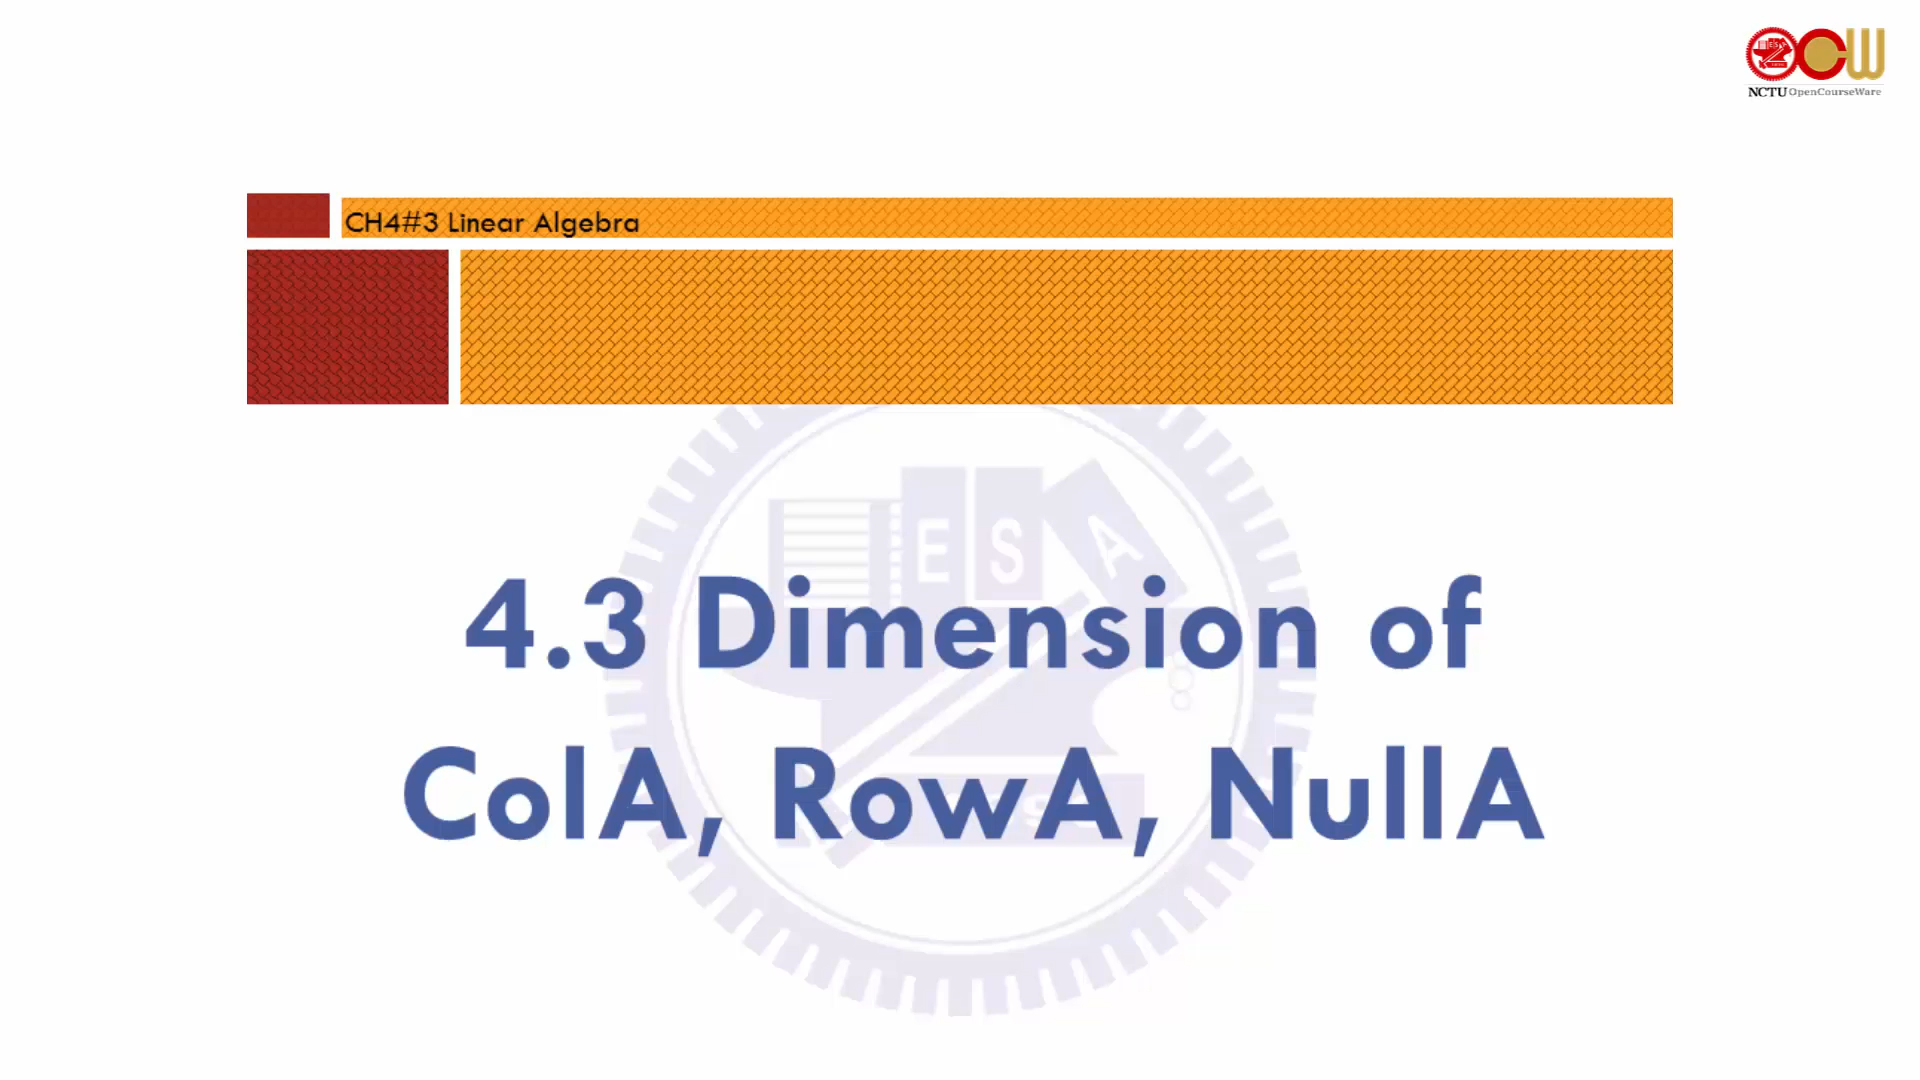 NCTU OpenCourseWare
CH4#3 Linear Algebra
E S A
4.3 Dimension of
ColA, RowA, NullA